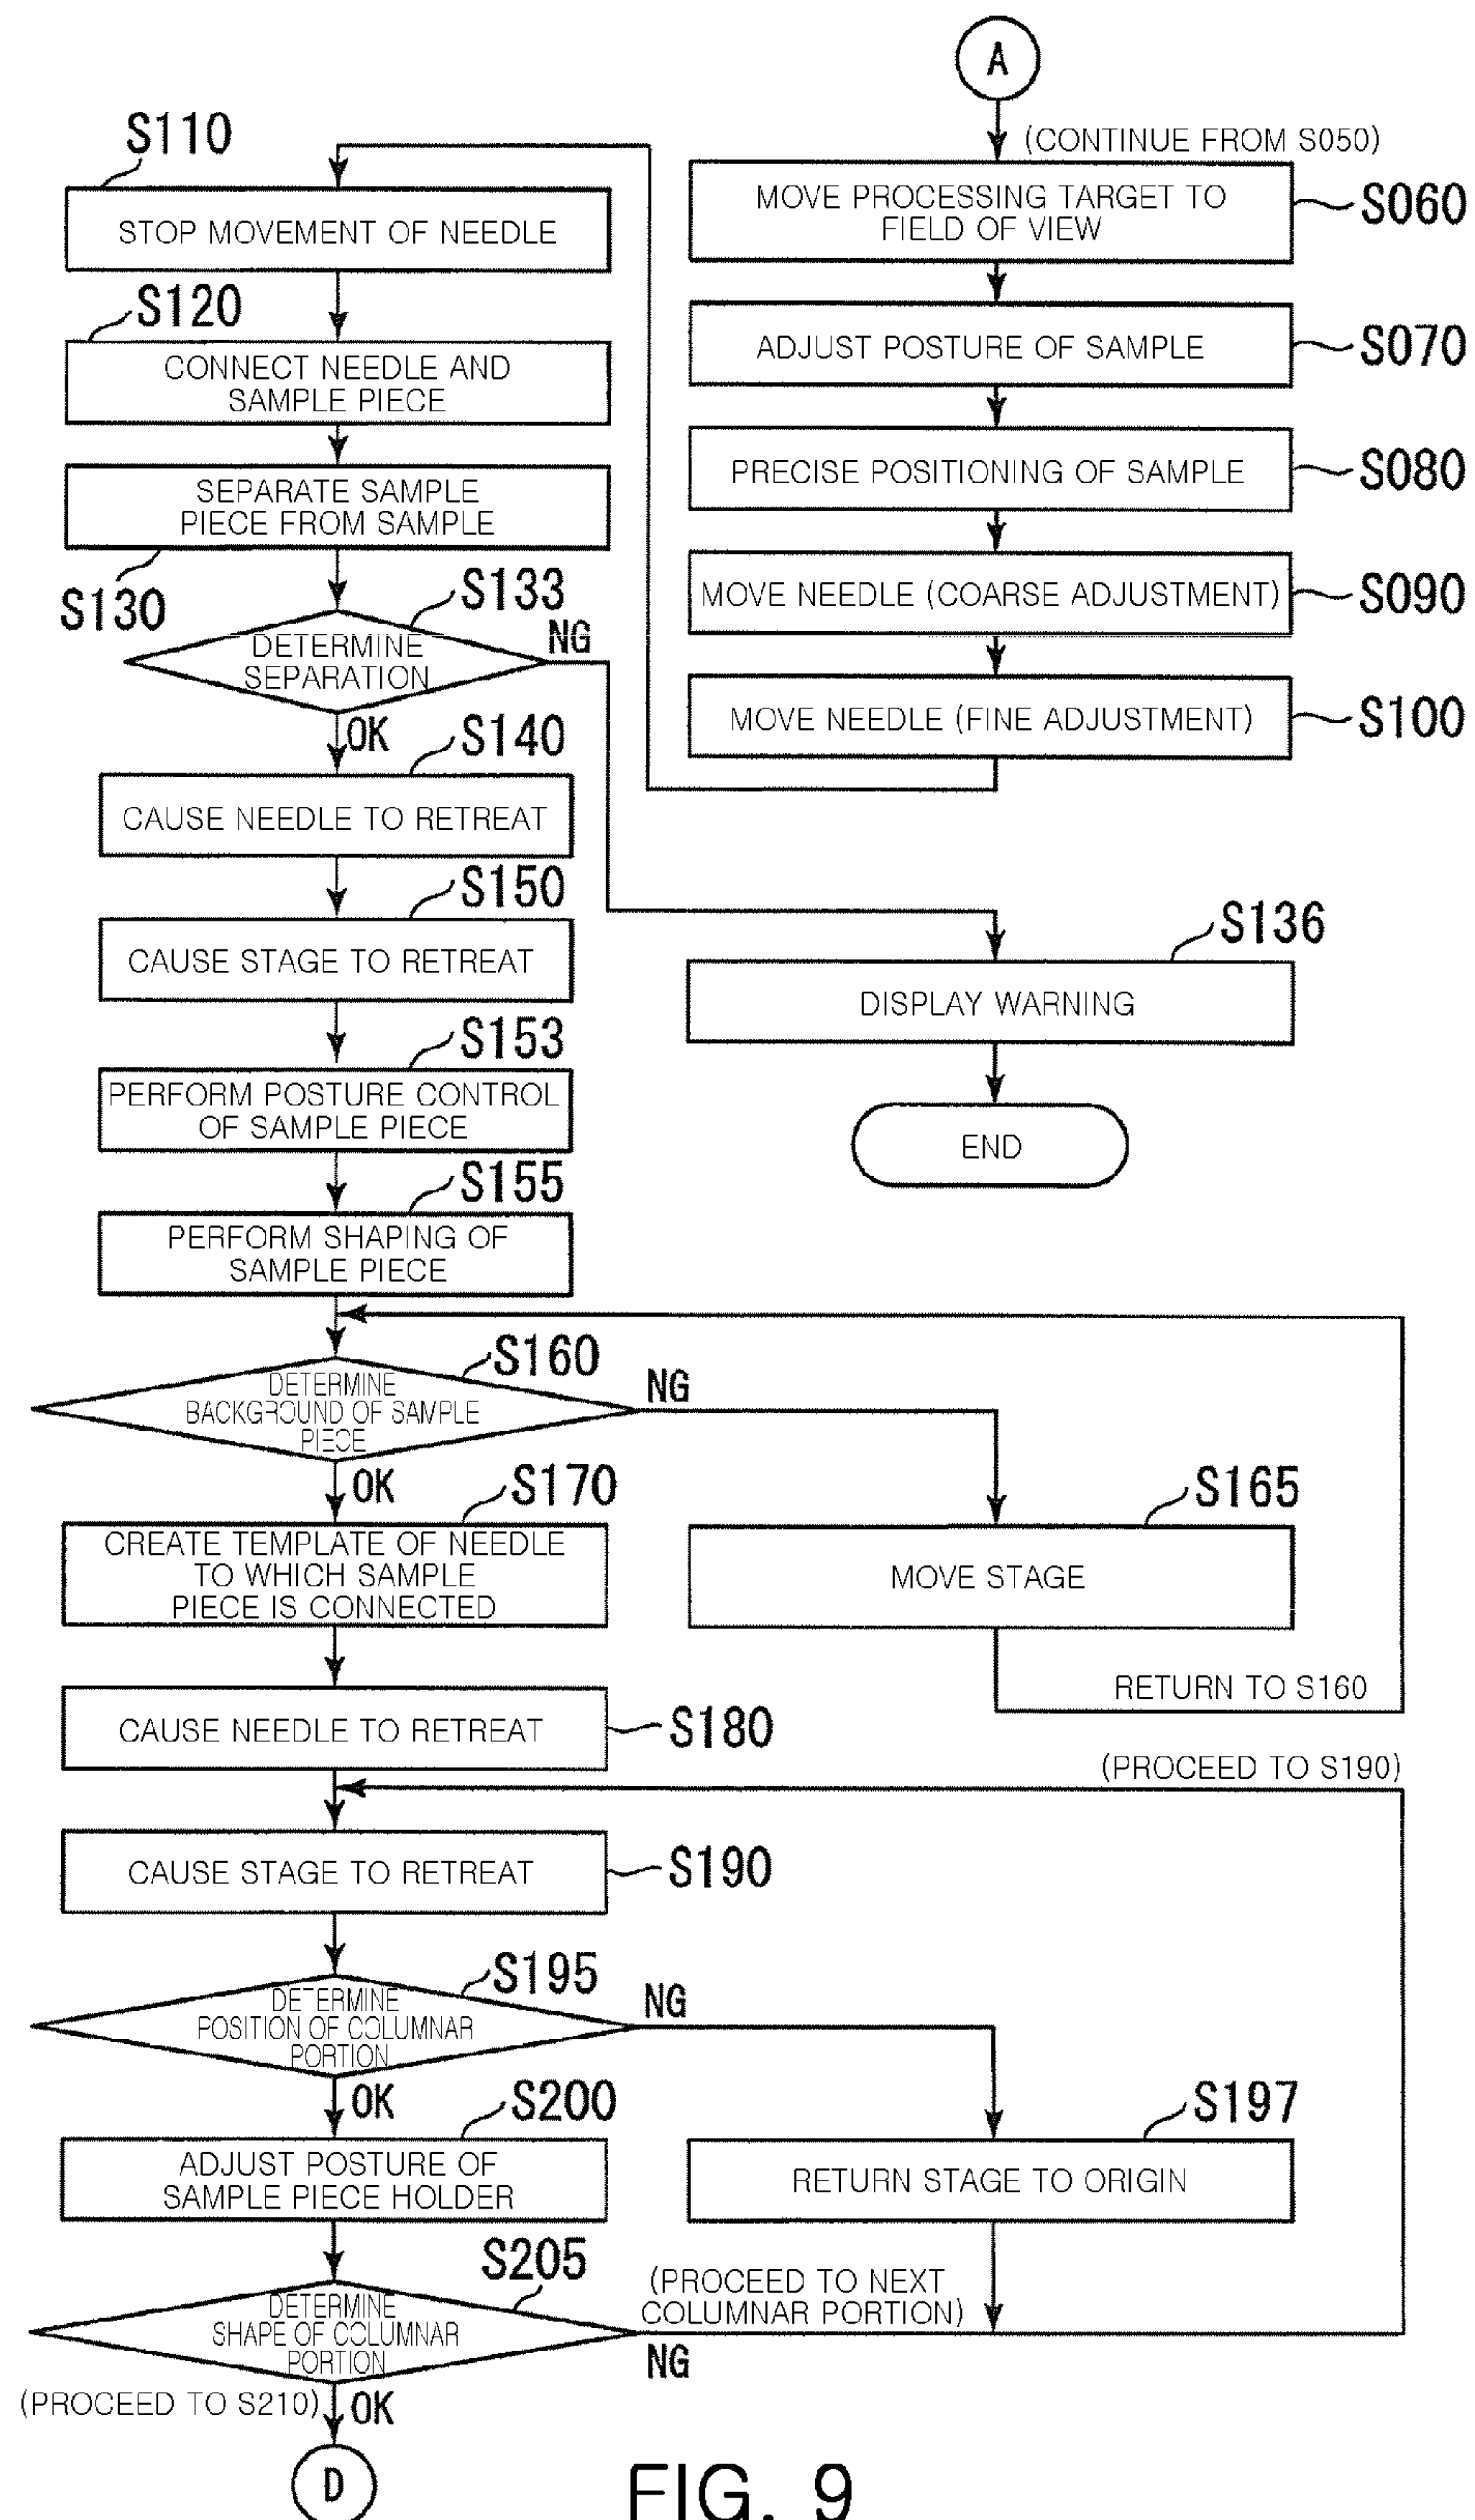 A
(CONTINUE FROM S050)
MOVE PROCESSING TARGET TO
FIELD OF VIEW
S060
ADJUST POSTURE OF SAMPLE
S070
PRECISE POSITIONING OF SAMPLE
S080
MOVE NEEDLE (COARSE ADJUSTMENT)
S090
MOVE NEEDLE (FINE ADJUSTMENT)
S100
S110
STOP MOVEMENT OF NEEDLE
S120
CONNECT NEEDLE AND
SAMPLE PIECE
SEPARATE SAMPLE
PIECE FROM SAMPLE
S130
S133
DETERMINE
SEPARATION
NG
OK
S136
DISPLAY WARNING
END
S140
CAUSE NEEDLE TO RETREAT
S150
CAUSE STAGE TO RETREAT
S153
PERFORM POSTURE CONTROL
OF SAMPLE PIECE
S155
PERFORM SHAPING OF
SAMPLE PIECE
S160
DETERMINE
BACKGROUND OF SAMPLE
PIECE
NG
OK
S165
MOVE STAGE
RETURN TO S160
S170
CREATE TEMPLATE OF NEEDLE
TO WHICH SAMPLE
PIECE IS CONNECTED
CAUSE NEEDLE TO RETREAT
S180
(PROCEED TO S190)
CAUSE STAGE TO RETREAT
S190
S195
DETERMINE
POSITION OF COLUMNAR
PORTION
NG
OK
S197
RETURN STAGE TO ORIGIN
S200
ADJUST POSTURE OF
SAMPLE PIECE HOLDER
S205
DETERMINE
SHAPE OF COLUMNAR
PORTION
(PROCEED TO NEXT
COLUMNAR PORTION)
NG
(PROCEED TO S210)
OK
D
FIG. 9